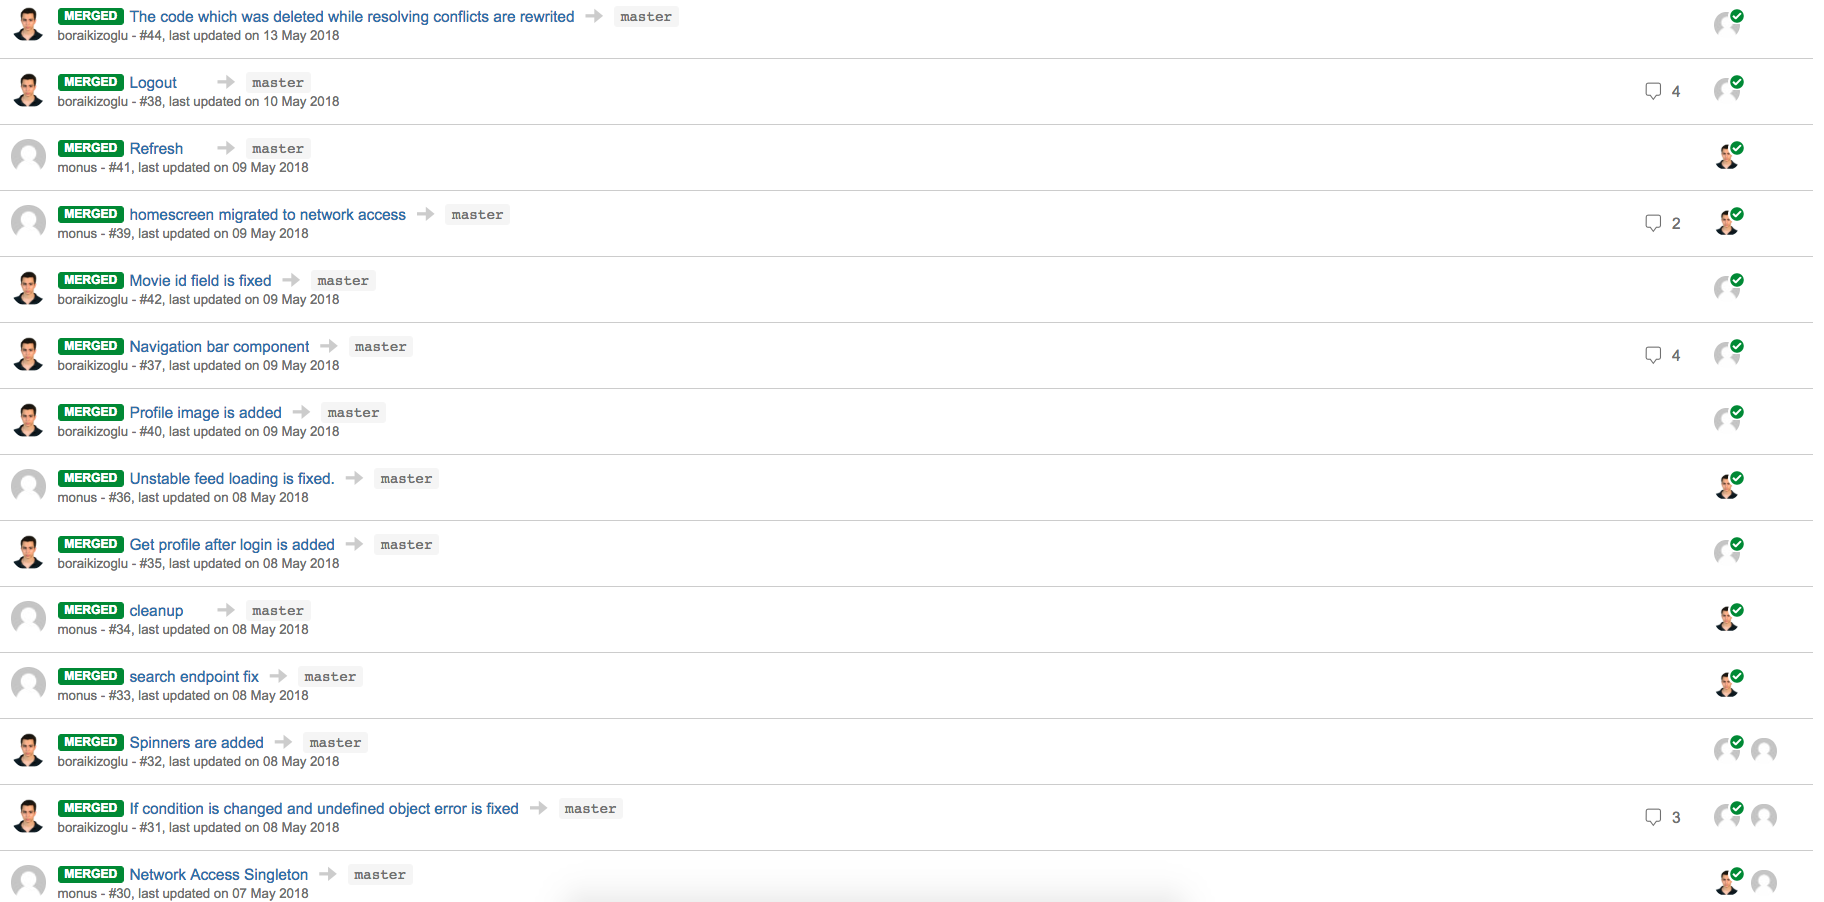 MERGED The code which was deleted while resolving conflicts are rewrited master
boraikizoglu - #44, last updated on 13 May 2018
MERGED Logout master
boraikizoglu - #38, last updated on 10 May 2018
4
MERGED Refresh master
monus - #41, last updated on 09 May 2018
MERGED homescreen migrated to network access master
monus - #39, last updated on 09 May 2018
2
MERGED Movie id field is fixed master
boraikizoglu - #42, last updated on 09 May 2018
MERGED Navigation bar component master
boraikizoglu - #37, last updated on 09 May 2018
4
MERGED Profile image is added master
boraikizoglu - #40, last updated on 09 May 2018
MERGED Unstable feed loading is fixed. master
monus - #36, last updated on 08 May 2018
MERGED Get profile after login is added master
boraikizoglu - #35, last updated on 08 May 2018
MERGED cleanup master
monus - #34, last updated on 08 May 2018
MERGED search endpoint fix master
monus - #33, last updated on 08 May 2018
MERGED Spinners are added master
boraikizoglu - #32, last updated on 08 May 2018
MERGED If condition is changed and undefined object error is fixed master
boraikizoglu - #31, last updated on 08 May 2018
3
MERGED Network Access Singleton master
monus - #30, last updated on 07 May 2018